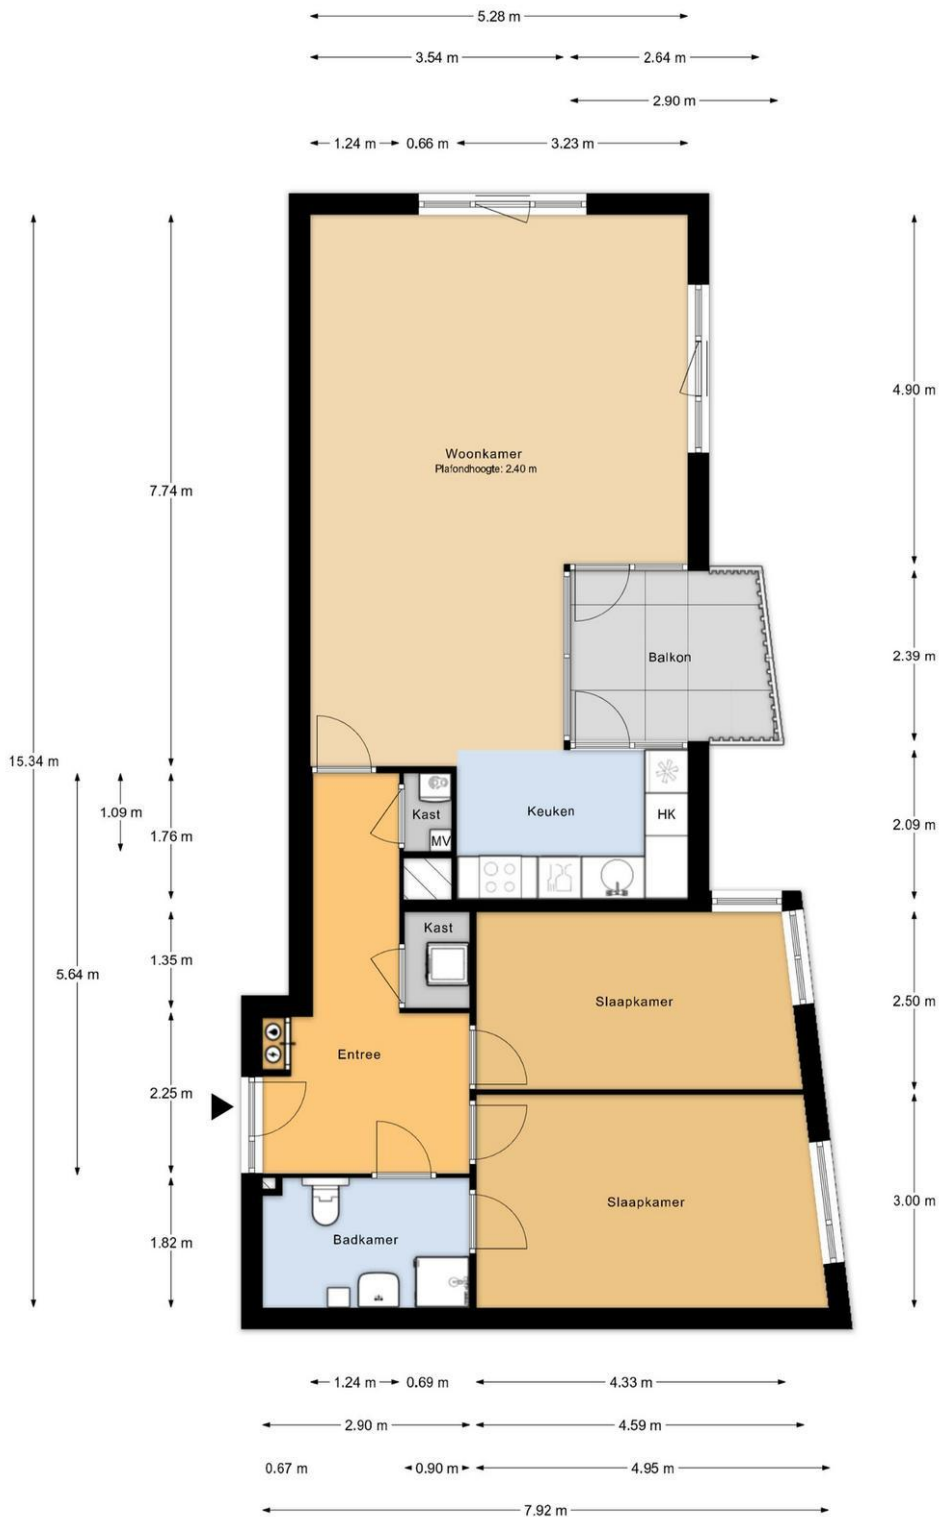 5.28 m
3.54 m
2.64 m
2.90 m
1.24 m
0.66 m
3.23 m
4.90 m
Woonkamer
Plafondhoogte: 2.40 m
7.74 m
Balkon
2.39 m
15.34 m
1.09 m
1.76 m
Kast
MV
Keuken
HK
2.09 m
Kast
1.35 m
5.64 m
Slaapkamer
2.50 m
Entree
2.25 m
Slaapkamer
3.00 m
Badkamer
1.82 m
1.24 m
0.69 m
4.33 m
2.90 m
4.59 m
0.67 m
0.90 m
4.95 m
7.92 m